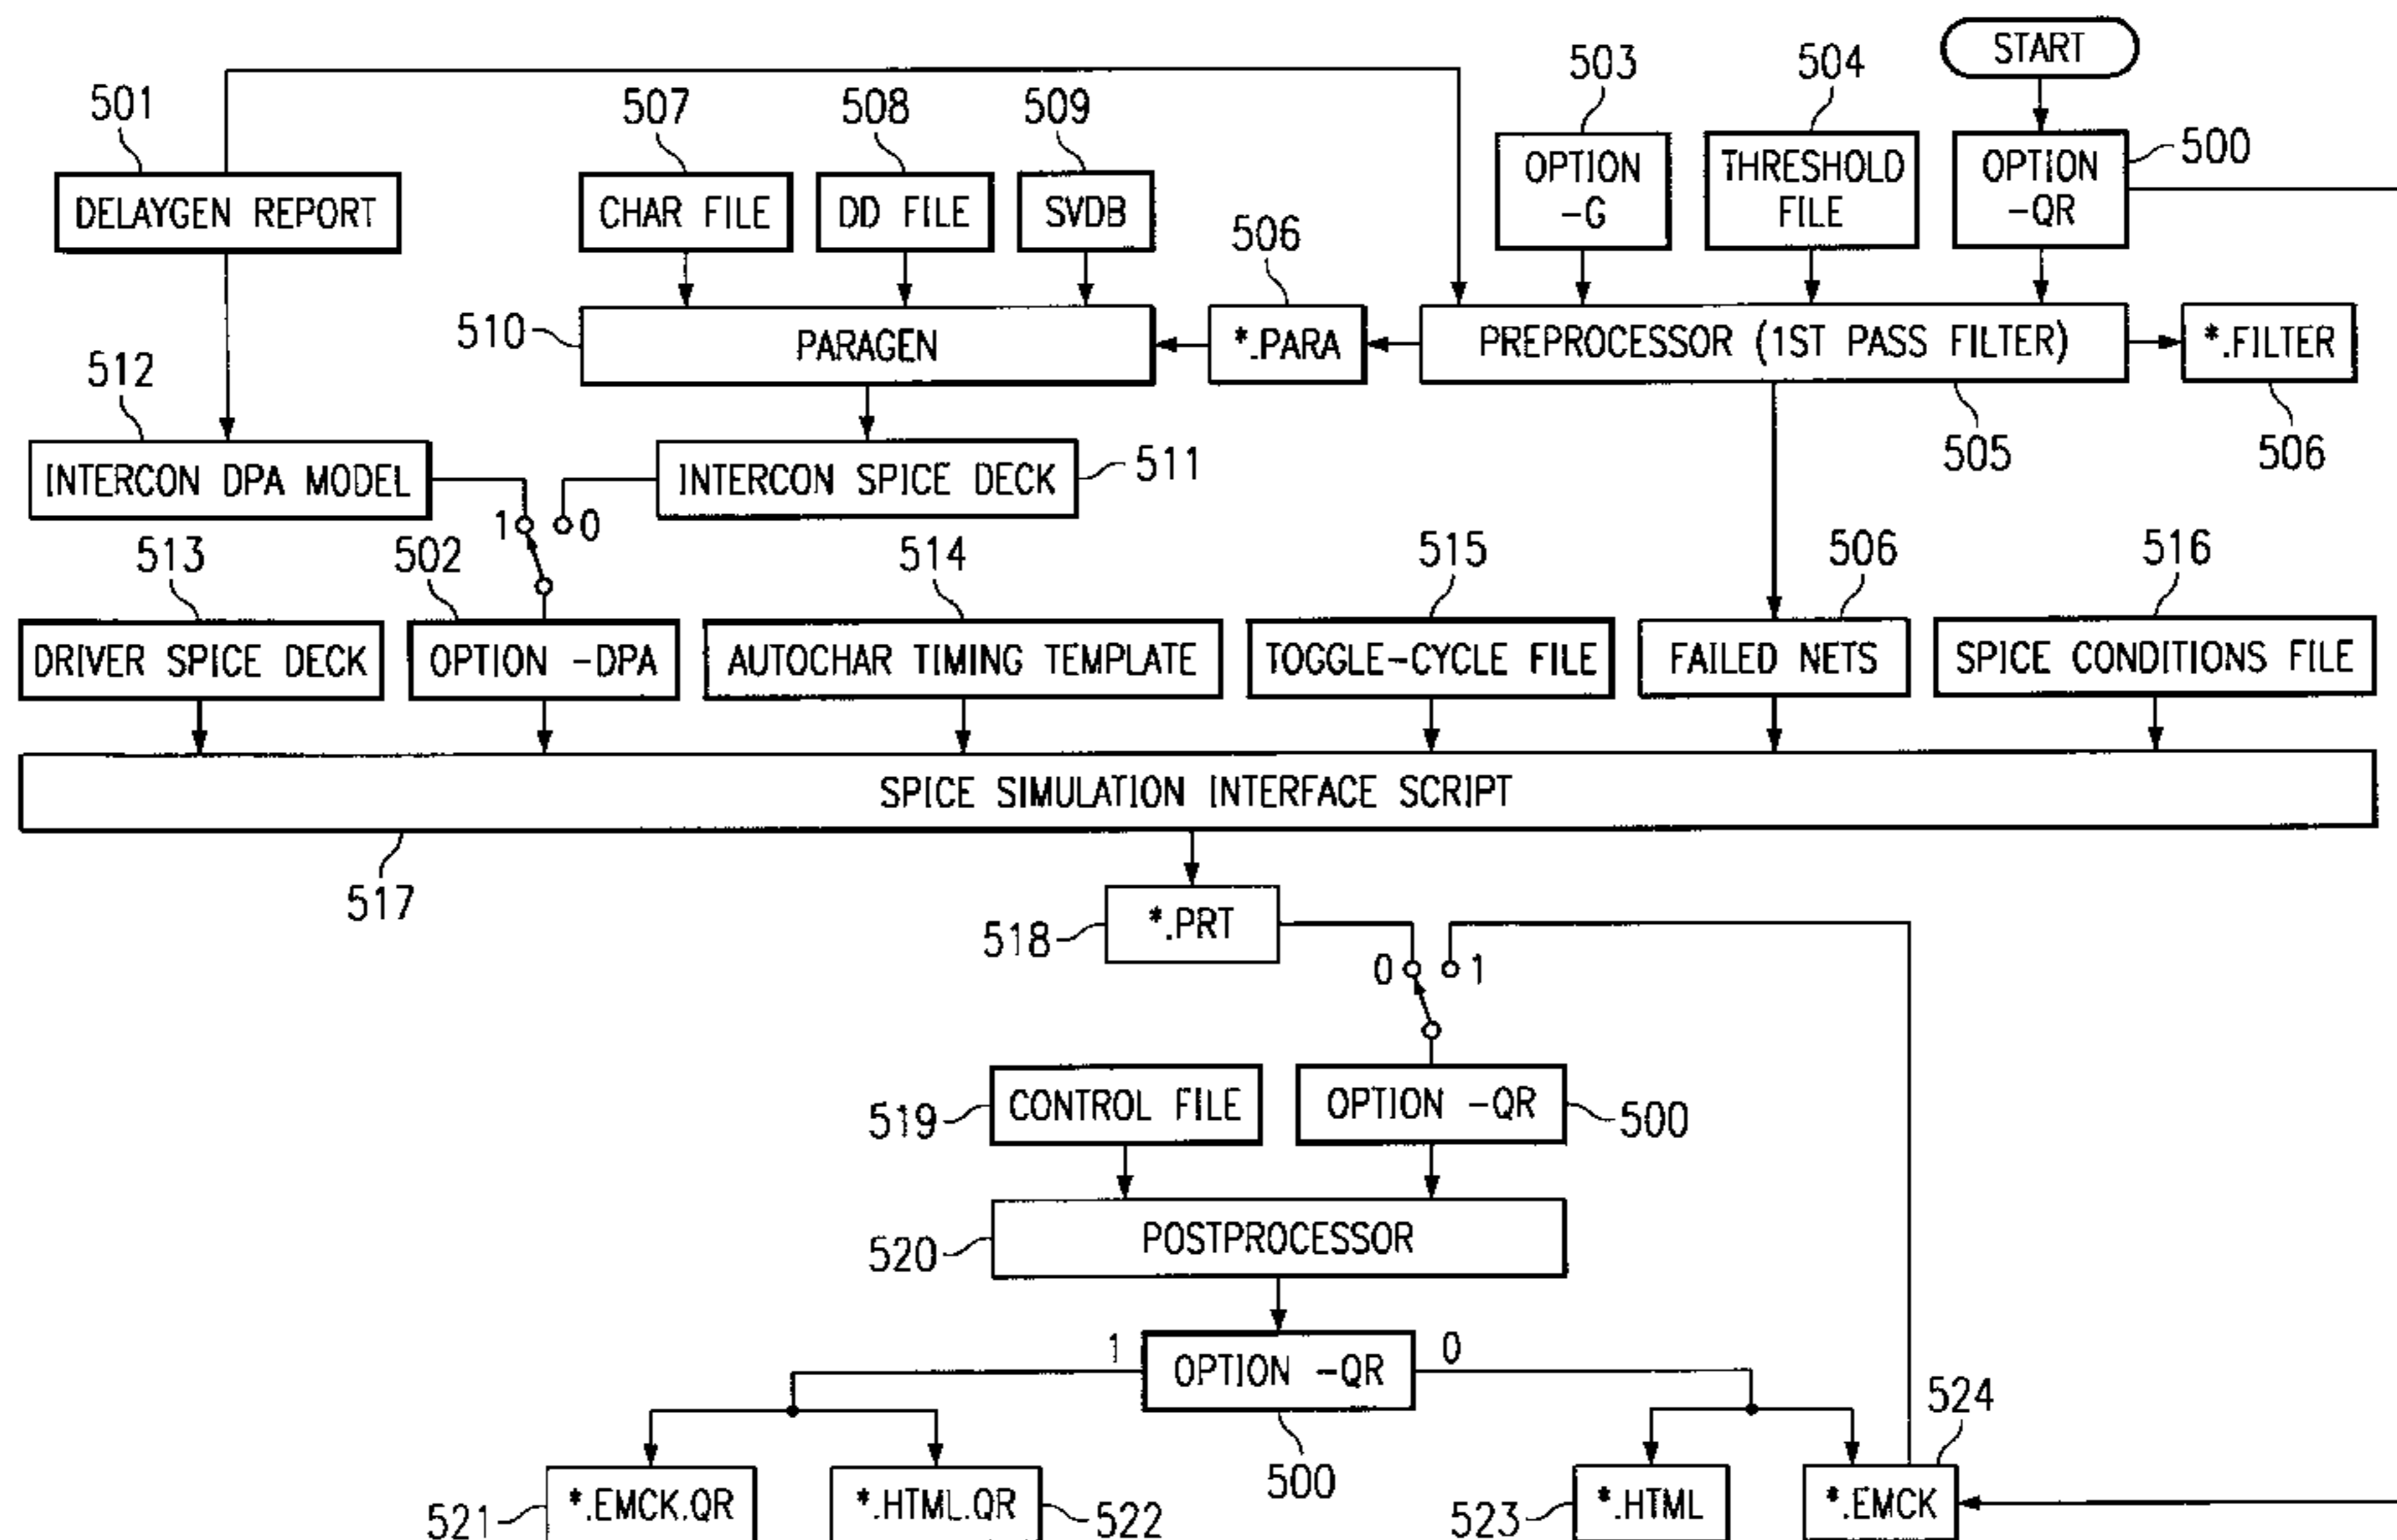 START
503
504
501
507
508
509
500
DELAYGEN REPORT
CHAR FILE
DD FILE
SVDB
OPTION
-G
THRESHOLD
FILE
OPTION
-QR
506
510
PARAGEN
*.PARA
PREPROCESSOR (1ST PASS FILTER)
*.FILTER
512
505
506
INTERCON DPA MODEL
INTERCON SPICE DECK
511
1
0
513
502
514
515
506
516
DRIVER SPICE DECK
OPTION -DPA
AUTOCHAR TIMING TEMPLATE
TOGGLE-CYCLE FILE
FAILED NETS
SPICE CONDITIONS FILE
SPICE SIMULATION INTERFACE SCRIPT
517
518
*.PRT
0
1
519
CONTROL FILE
OPTION -QR
500
520
POSTPROCESSOR
1
OPTION -QR
0
500
524
521
*.EMCK.QR
*.HTML.QR
522
523
*.HTML
*.EMCK